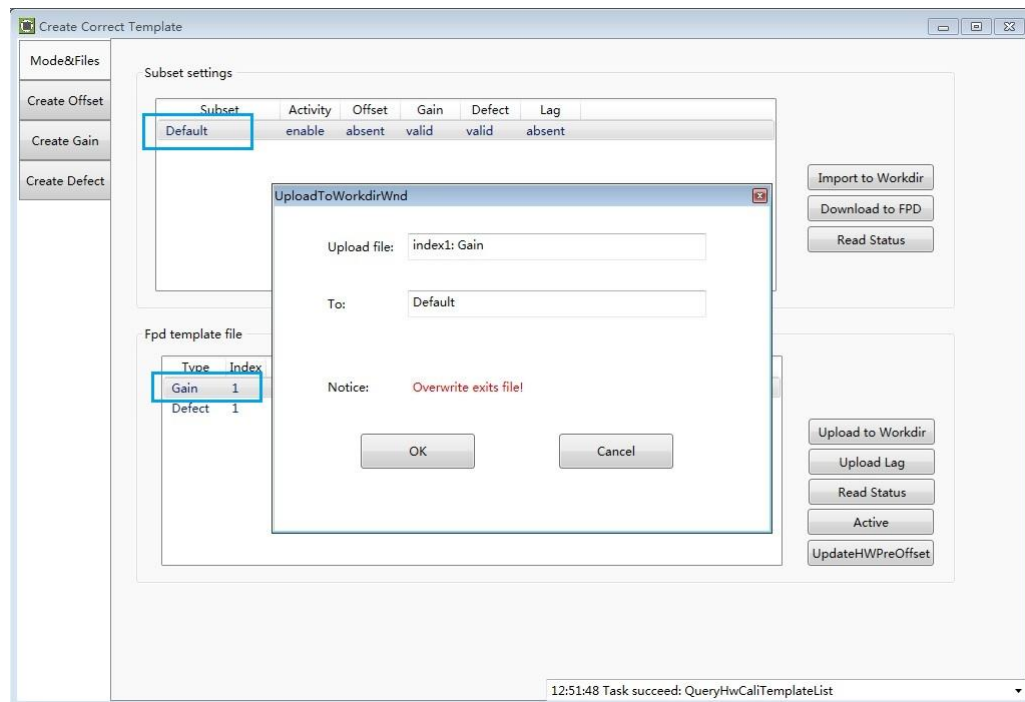 Create Correct Template
Mode&Files
Create Offset
Create Gain
Create Defect
Subset settings
Subset Activity Offset Gain Defect Lag
Default enable absent valid valid absent
Import to Workdir
Download to FPD
Read Status
UploadToWorkdirWnd
Upload file: index1: Gain
To: Default
Notice: Overwrite exits file!
OK Cancel
Fpd template file
Type Index
Gain 1
Defect 1
Upload to Workdir
Upload Lag
Read Status
Active
UpdateHWPreOffset
12:51:48 Task succeed: QueryHwCaliTemplateList